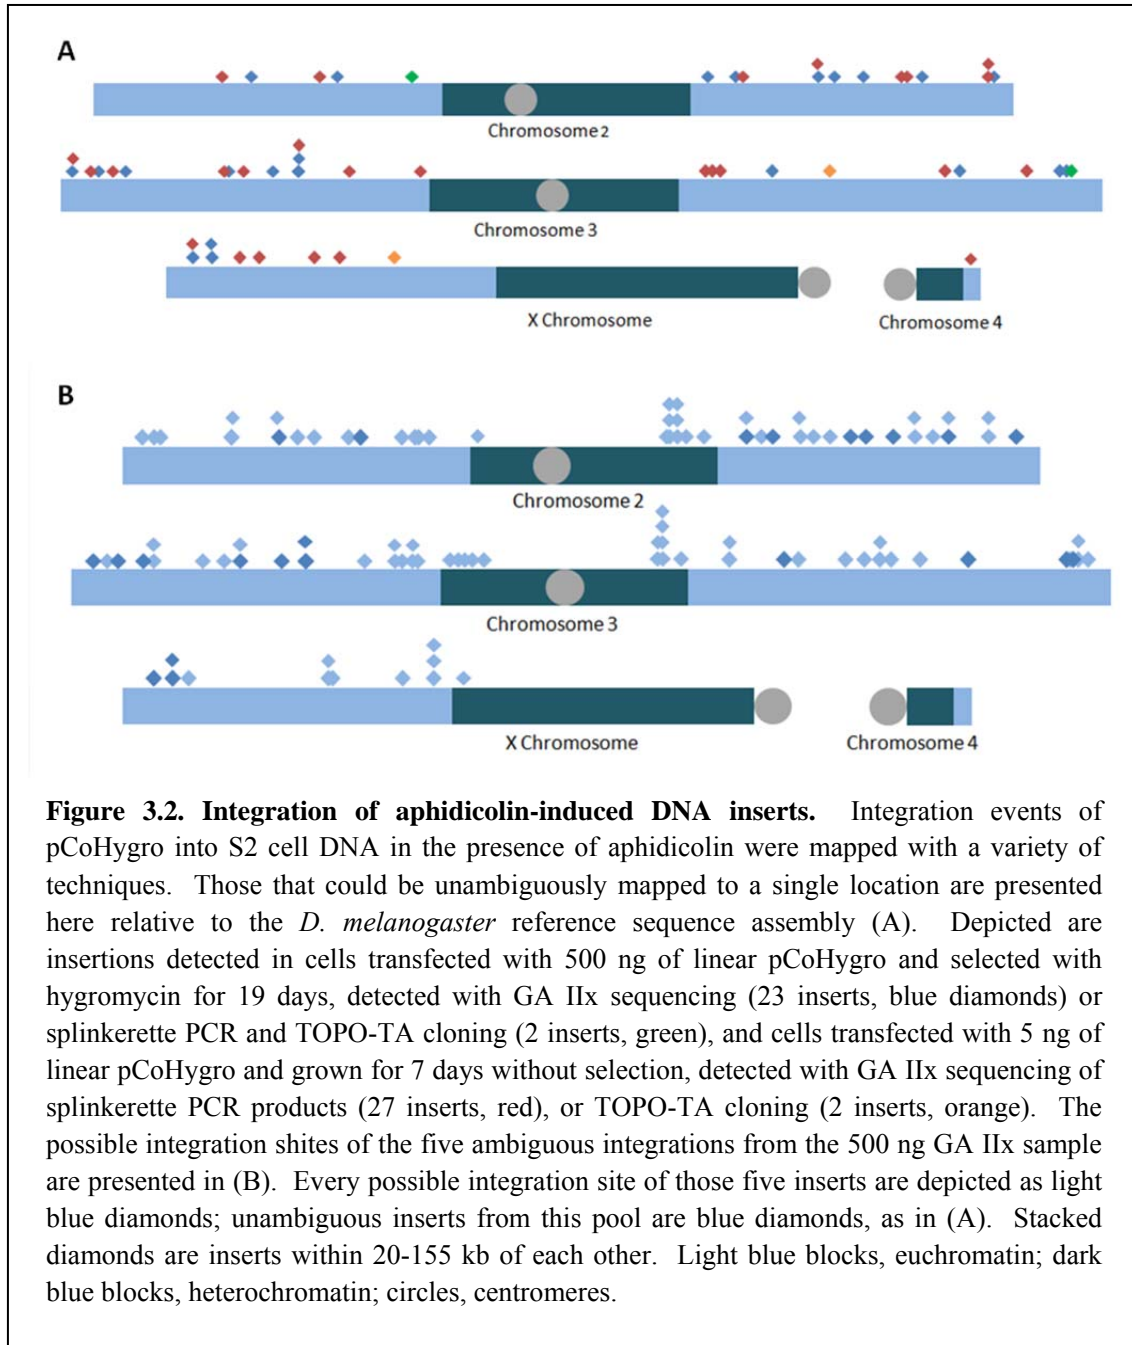 A
Chromosome 2
Chromosome 3
X Chromosome
Chromosome 4
B
Chromosome 2
Chromosome 3
X Chromosome
Chromosome 4
Figure 3.2. Integration of aphidicolin-induced DNA inserts. Integration events of
pCoHygro into S2 cell DNA in the presence of aphidicolin were mapped with a variety of
techniques. Those that could be unambiguously mapped to a single location are presented
here relative to the D. melanogaster reference sequence assembly (A). Depicted are
insertions detected in cells transfected with 500 ng of linear pCoHygro and selected with
hygromycin for 19 days, detected with GA IIx sequencing (23 inserts, blue diamonds) or
splinkerette PCR and TOPO-TA cloning (2 inserts, green), and cells transfected with 5 ng of
linear pCoHygro and grown for 7 days without selection, detected with GA IIx sequencing of
splinkerette PCR products (27 inserts, red), or TOPO-TA cloning (2 inserts, orange). The
possible integration shites of the five ambiguous integrations from the 500 ng GA IIx sample
are presented in (B). Every possible integration site of those five inserts are depicted as light
blue diamonds; unambiguous inserts from this pool are blue diamonds, as in (A). Stacked
diamonds are inserts within 20-155 kb of each other. Light blue blocks, euchromatin; dark
blue blocks, heterochromatin; circles, centromeres.